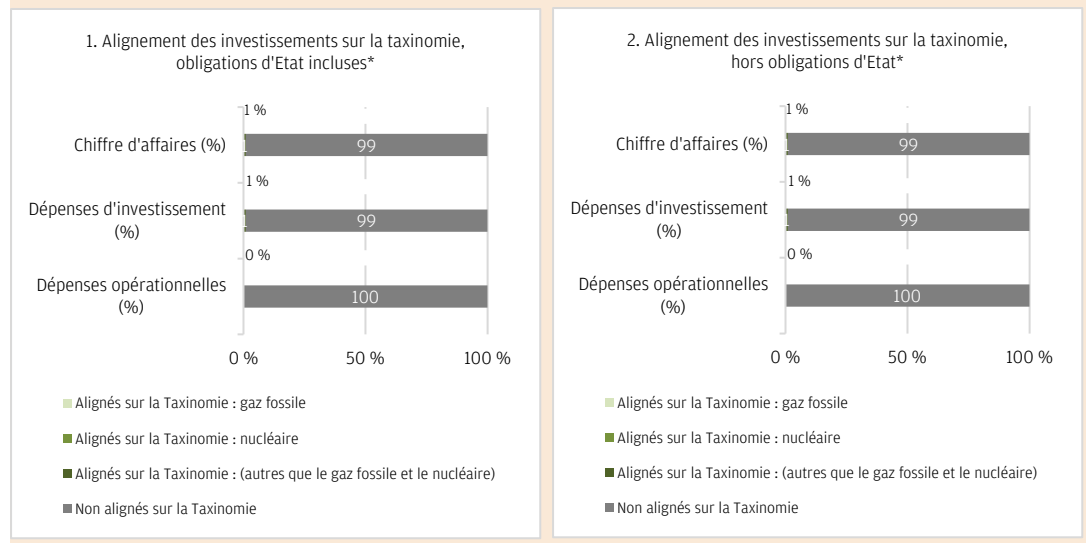 1. Alignement des investissements sur la taxinomie,
obligations d'Etat incluses*
1 %
Chiffre d'affaires (%)
1
99
1 %
Dépenses d'investissement
(%)
1
99
0 %
Dépenses opérationnelles
(%)
100
0 %
50 %
100 %
Alignés sur la Taxinomie : gaz fossile
Alignés sur la Taxinomie : nucléaire
Alignés sur la Taxinomie : (autres que le gaz fossile et le nucléaire)
Non alignés sur la Taxinomie
2. Alignement des investissements sur la taxinomie,
hors obligations d'Etat*
1 %
Chiffre d'affaires (%)
1
99
1 %
Dépenses d'investissement
(%)
1
99
0 %
Dépenses opérationnelles
(%)
100
0 %
50 %
100 %
Alignés sur la Taxinomie : gaz fossile
Alignés sur la Taxinomie : nucléaire
Alignés sur la Taxinomie : (autres que le gaz fossile et le nucléaire)
Non alignés sur la Taxinomie